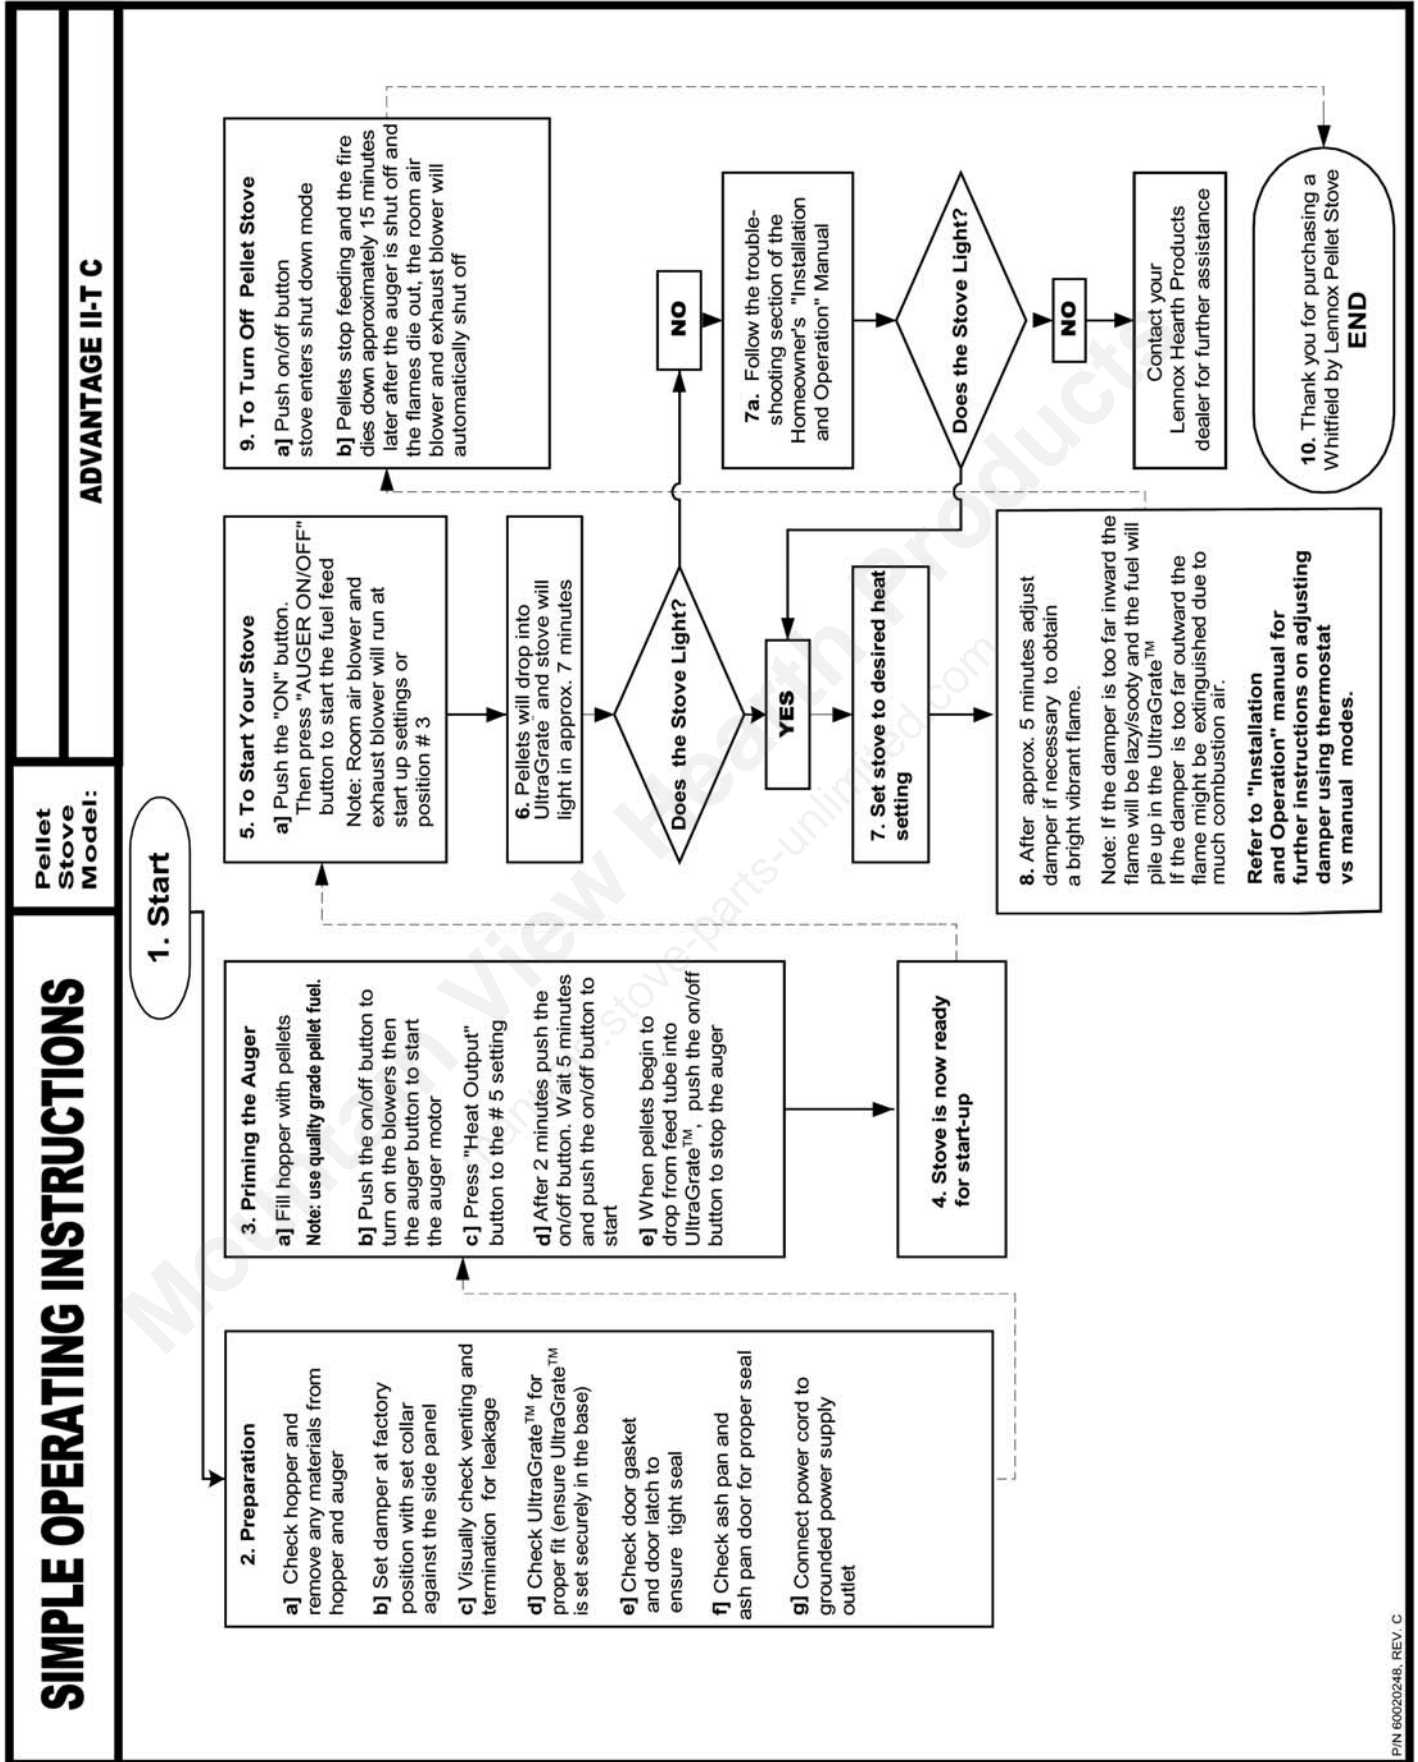 SIMPLE OPERATING INSTRUCTIONS
Pellet
Stove
Model:
ADVANTAGE II-T C
1. Start
2. Preparation
a] Check hopper and
remove any materials from
hopper and auger
b] Set damper at factory
position with set collar
against the side panel
c] Visually check venting and
termination for leakage
d] Check UltraGrate™ for
proper fit (ensure UltraGrate™
is set securely in the base)
e] Check door gasket
and door latch to
ensure tight seal
f] Check ash pan and
ash pan door for proper seal
g] Connect power cord to
grounded power supply
outlet
3. Priming the Auger
a] Fill hopper with pellets
Note: use quality grade pellet fuel.
b] Push the on/off button to
turn on the blowers then
the auger button to start
the auger motor
c] Press "Heat Output"
button to the # 5 setting
d] After 2 minutes push the
on/off button. Wait 5 minutes
and push the on/off button to
start
e] When pellets begin to
drop from feed tube into
UltraGrate™, push the on/off
button to stop the auger
4. Stove is now ready
for start-up
5. To Start Your Stove
a] Push the "ON" button.
Then press "AUGER ON/OFF"
button to start the fuel feed
Note: Room air blower and
exhaust blower will run at
start up settings or
position # 3
6. Pellets will drop into
UltraGrate and stove will
light in approx. 7 minutes
Does the Stove Light?
YES
7. Set stove to desired heat
setting
8. After approx. 5 minutes adjust
damper if necessary to obtain
a bright vibrant flame.
Note: If the damper is too far inward the
flame will be lazy/sooty and the fuel will
pile up in the UltraGrate™
If the damper is too far outward the
flame might be extinguished due to
much combustion air.
Refer to "Installation
and Operation" manual for
further instructions on adjusting
damper using thermostat
vs manual modes.
9. To Turn Off Pellet Stove
a] Push on/off button
stove enters shut down mode
b] Pellets stop feeding and the fire
dies down approximately 15 minutes
later after the auger is shut off and
the flames die out, the room air
blower and exhaust blower will
automatically shut off
NO
7a. Follow the trouble-
shooting section of the
Homeowner's "Installation
and Operation" Manual
Does the Stove Light?
NO
Contact your
Lennox Hearth Products
dealer for further assistance
10. Thank you for purchasing a
Whitfield by Lennox Pellet Stove
END
Mountain View Hearth Products
.stove-parts-unlimited.com
P/N 60020248, REV. C